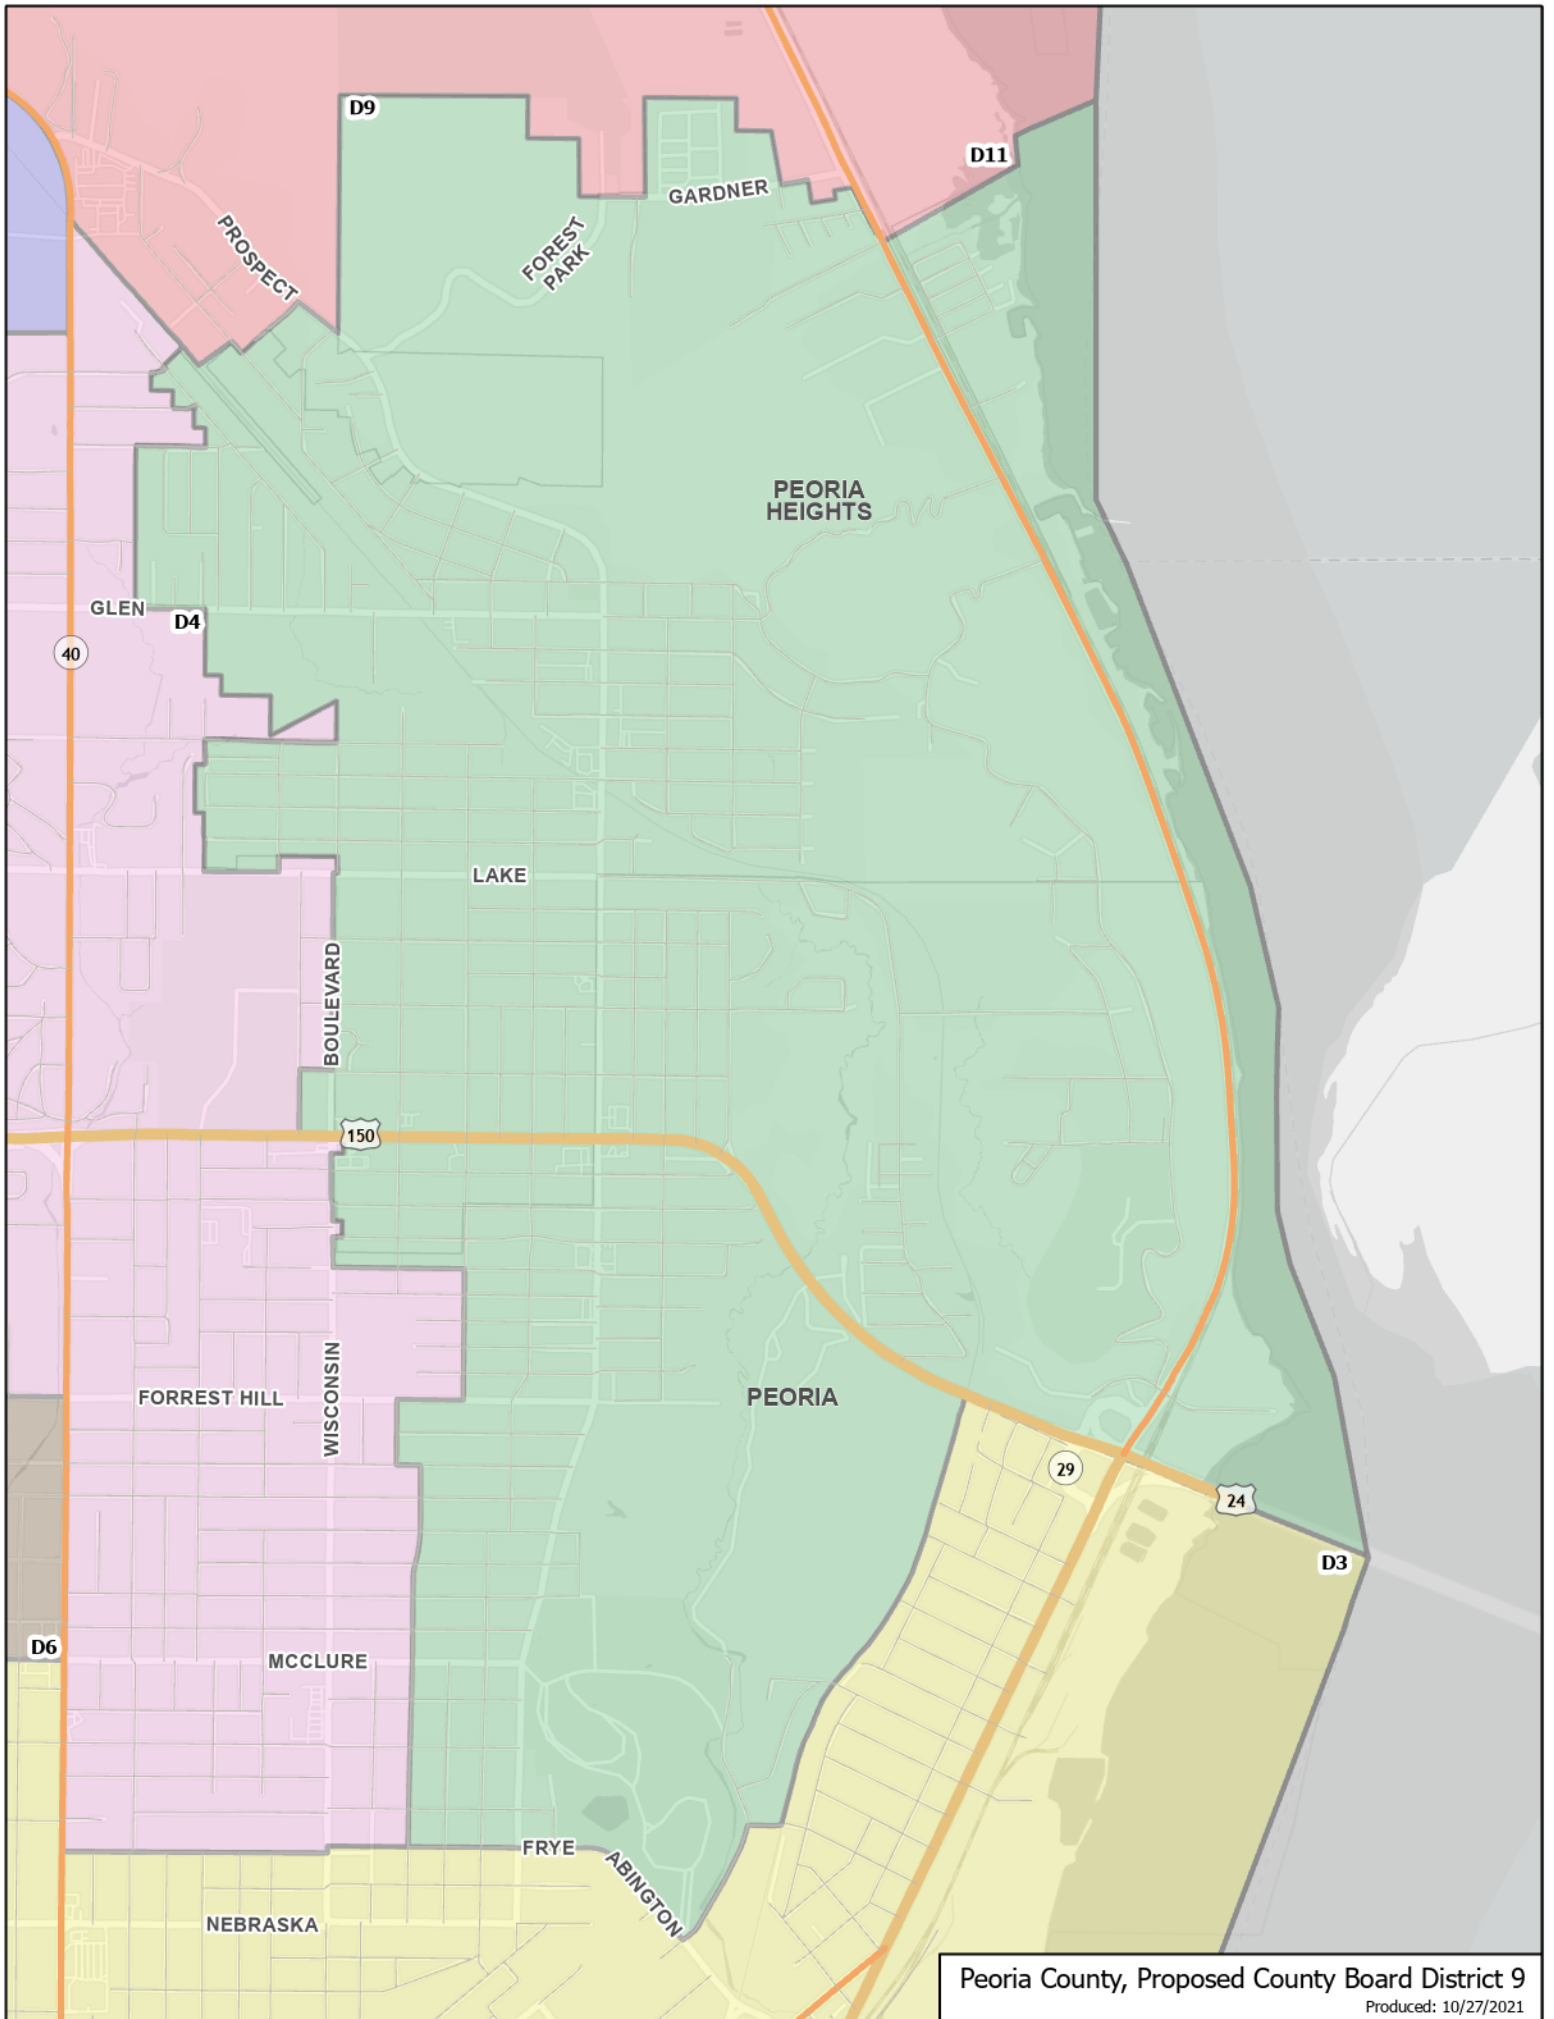 D9
D11
GARDNER
PROSPECT
FOREST
PARK
PEORIA
HEIGHTS
GLEN
D4
40
LAKE
BOULEVARD
150
WISCONSIN
FORREST HILL
PEORIA
29
24
D3
D6
MCCLURE
FRYE
ABINGTON
NEBRASKA
Peoria County, Proposed County Board District 9
Produced: 10/27/2021